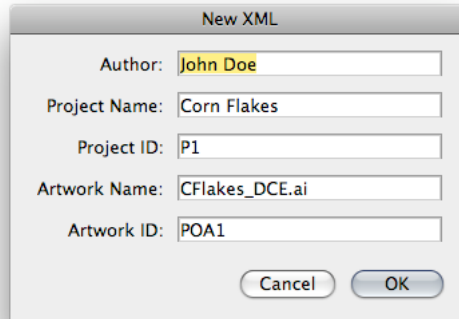 New XML
Author: John Doe
Project Name: Corn Flakes
Project ID: P1
Artwork Name: CFlakes_DCE.ai
Artwork ID: POA1
Cancel OK